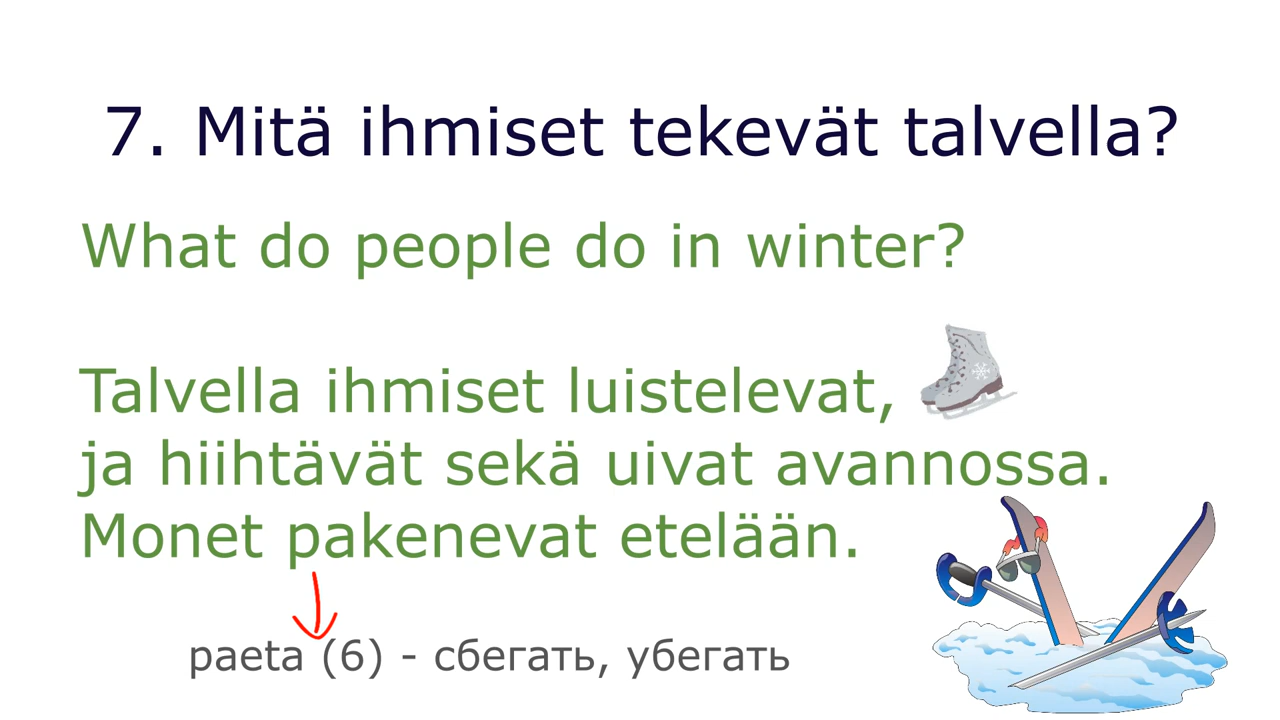 7. Mitä ihmiset tekevät talvella?
What do people do in winter?
Talvella ihmiset luistelevat,
ja hiihtävät sekä uivat avannossa.
Monet pakenevat etelään.
paeta (6) - сбегать, убегать